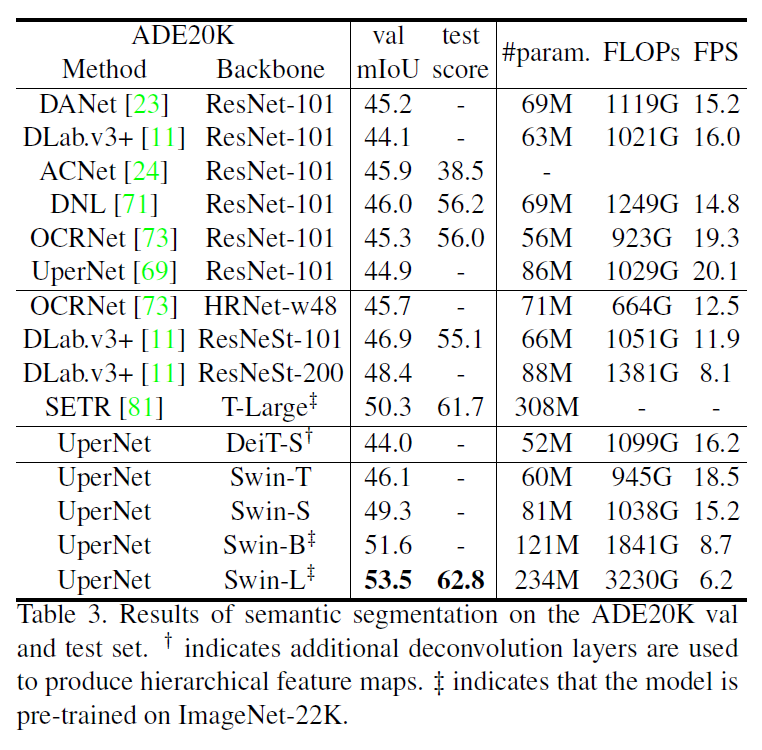 ADE20K val test #param. FLOPs FPS
Method Backbone mIoU score
DANet [23] ResNet-101 45.2 - 69M 1119G 15.2
DLab.v3+ [11] ResNet-101 44.1 - 63M 1021G 16.0
ACNet [24] ResNet-101 45.9 38.5 -
DNL [71] ResNet-101 46.0 56.2 69M 1249G 14.8
OCRNet [73] ResNet-101 45.3 56.0 56M 923G 19.3
UperNet [69] ResNet-101 44.9 - 86M 1029G 20.1
OCRNet [73] HRNet-w48 45.7 - 71M 664G 12.5
DLab.v3+ [11] ResNeSt-101 46.9 55.1 66M 1051G 11.9
DLab.v3+ [11] ResNeSt-200 48.4 - 88M 1381G 8.1
SETR [81] T-Large‡ 50.3 61.7 308M - -
UperNet DeiT-S† 44.0 - 52M 1099G 16.2
UperNet Swin-T 46.1 - 60M 945G 18.5
UperNet Swin-S 49.3 - 81M 1038G 15.2
UperNet Swin-B‡ 51.6 - 121M 1841G 8.7
UperNet Swin-L‡ 53.5 62.8 234M 3230G 6.2
Table 3. Results of semantic segmentation on the ADE20K val
and test set. † indicates additional deconvolution layers are used
to produce hierarchical feature maps. ‡ indicates that the model is
pre-trained on ImageNet-22K.